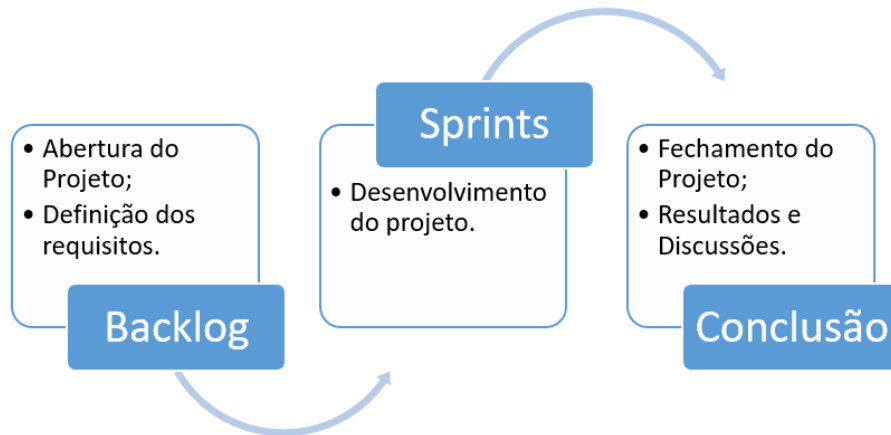 • Abertura do
Projeto;
• Definição dos
requisitos.
Backlog
Sprints
• Desenvolvimento
do projeto.
• Fechamento do
Projeto;
• Resultados e
Discussões.
Conclusão